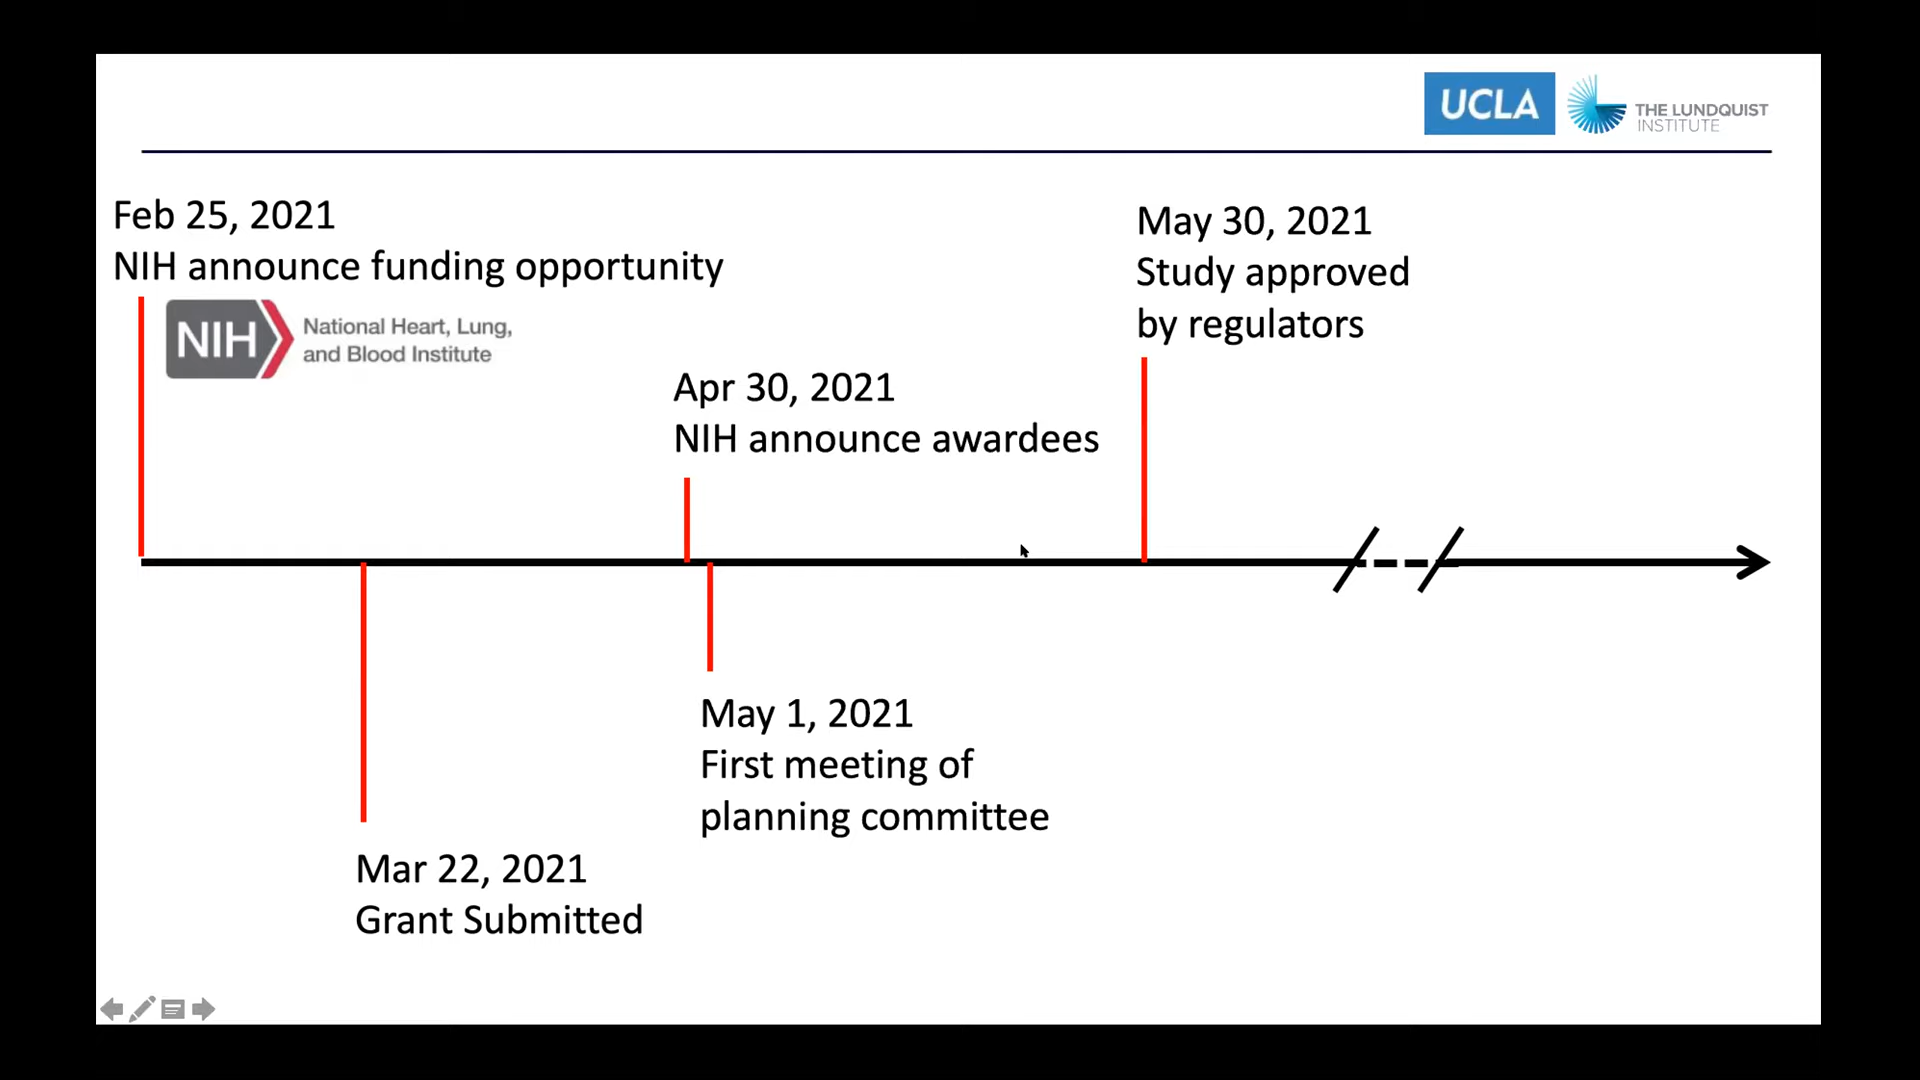 UCLA
THE LUNDQUIST
INSTITUTE
Feb 25, 2021
NIH announce funding opportunity
NIH
National Heart, Lung,
and Blood Institute
Apr 30, 2021
NIH announce awardees
May 30, 2021
Study approved
by regulators
May 1, 2021
First meeting of
planning committee
Mar 22, 2021
Grant Submitted